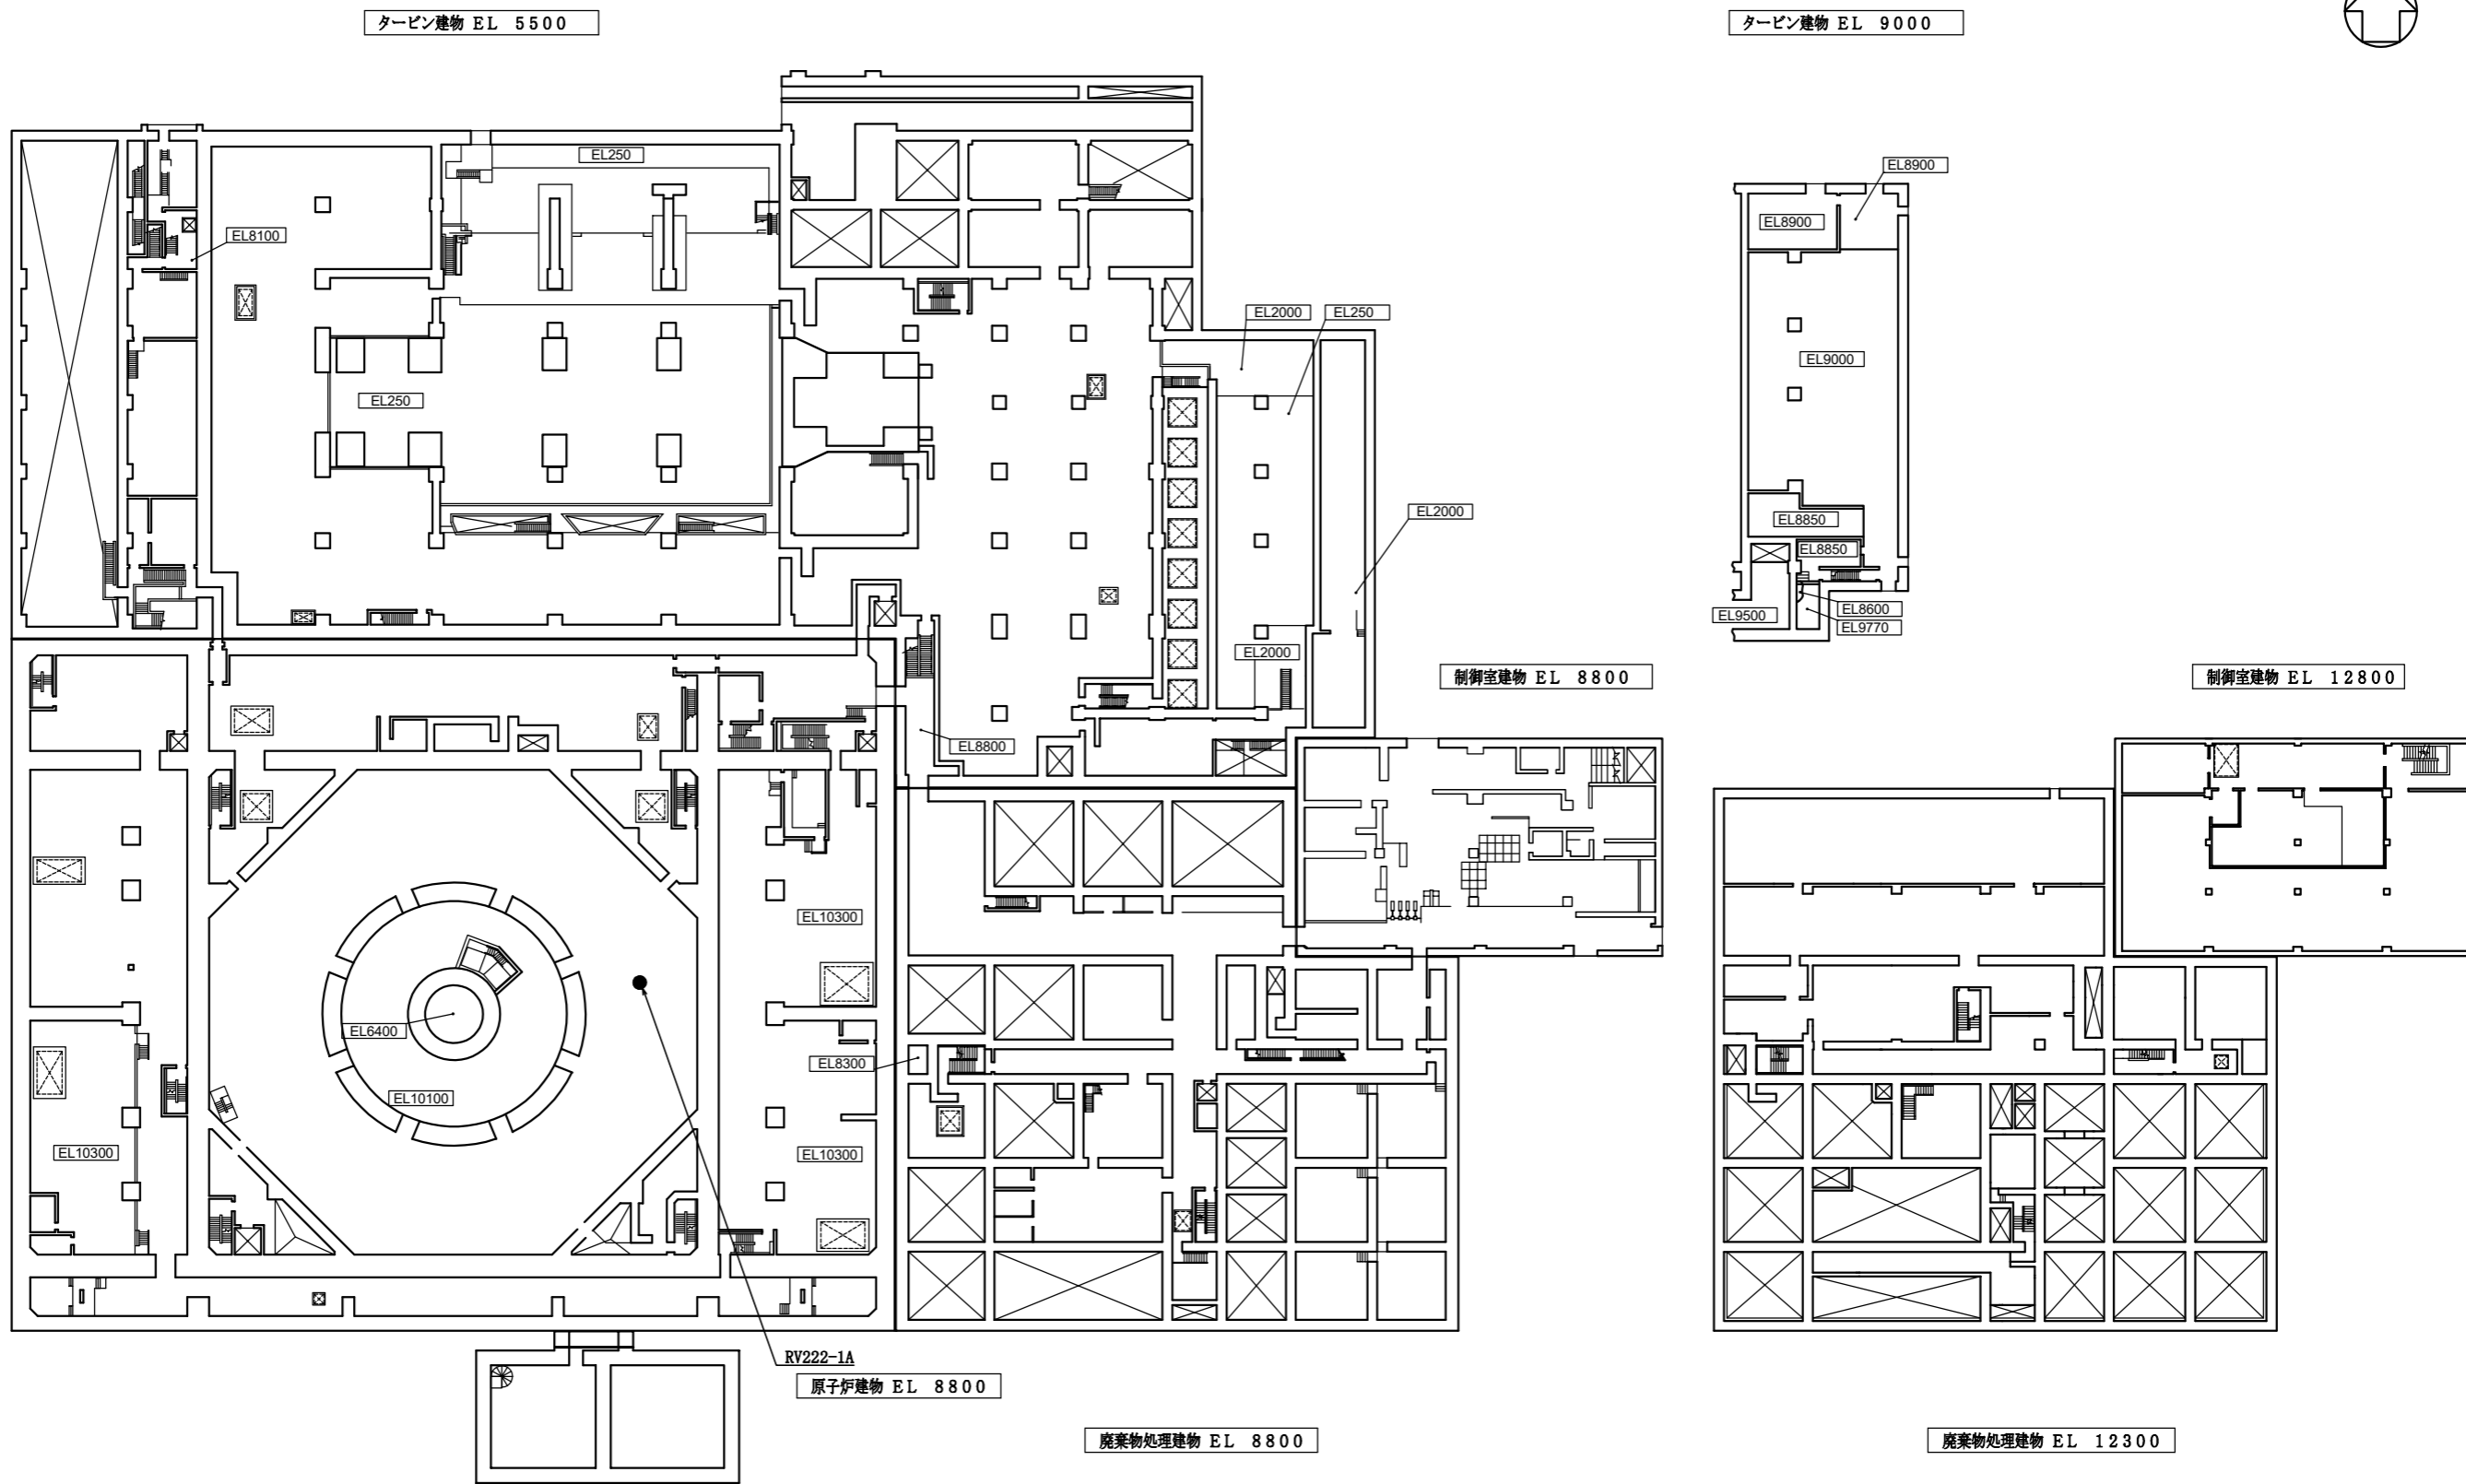 タービン建物 EL 5500
タービン建物 EL 9000
EL250
EL8900
EL8900
EL8100
EL2000
EL250
EL9000
EL250
EL2000
EL8850
EL8850
EL8600
EL9500
EL9770
EL2000
制御室建物 EL 8800
制御室建物 EL 12800
EL8800
EL10300
EL6400
EL8300
EL10100
EL10300
EL10300
RV222-1A
原子炉建物 EL 8800
廃棄物処理建物 EL 8800
廃棄物処理建物 EL 12300